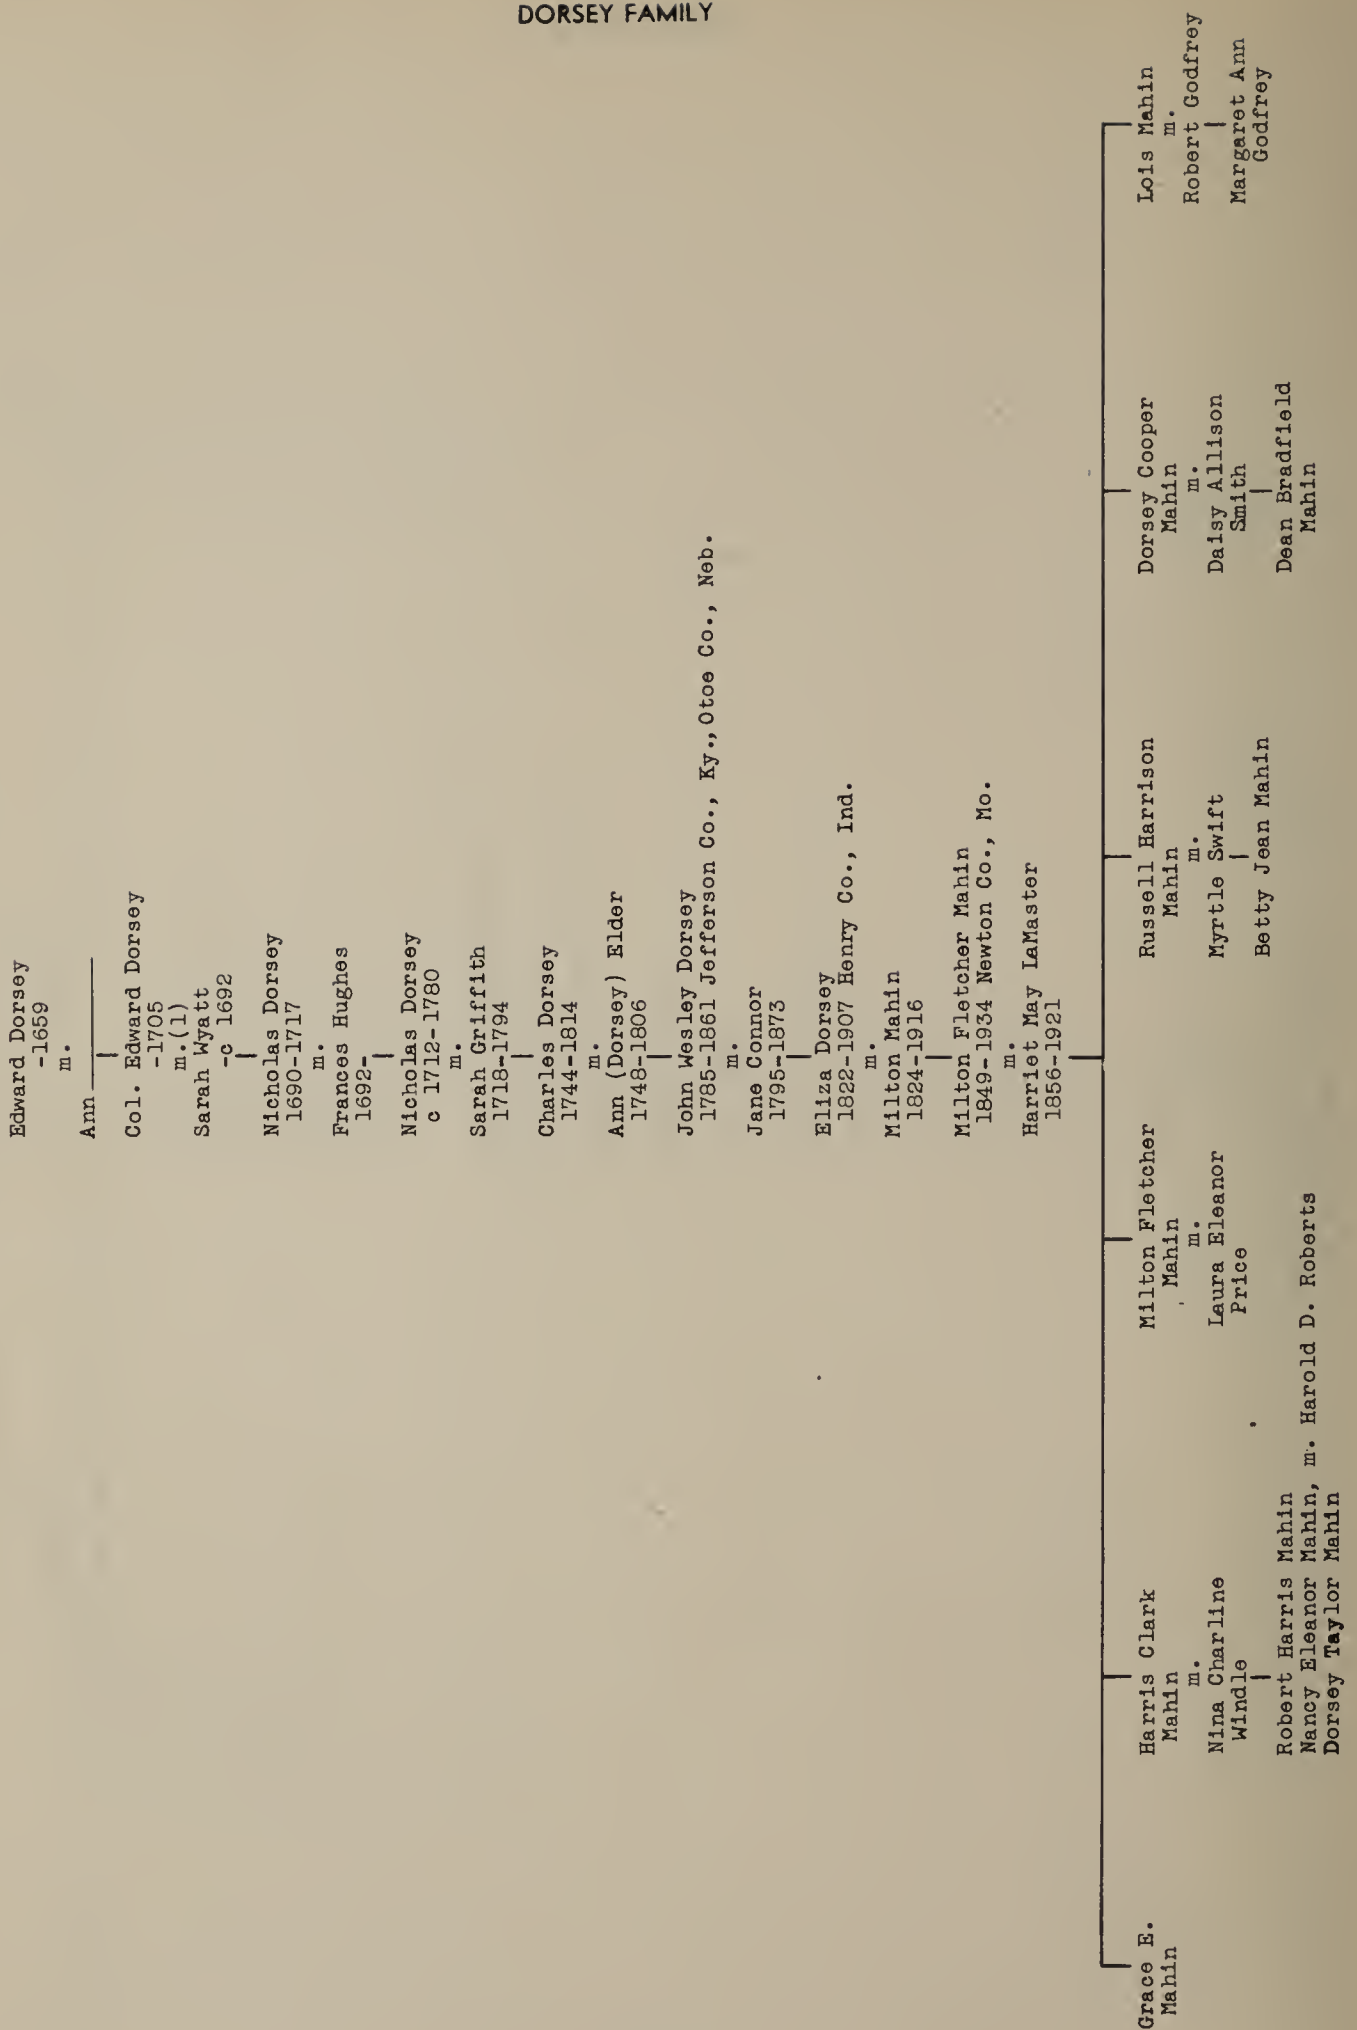 DORSEY FAMILY
Edward Dorsey
-1659
m.
Ann
Col. Edward Dorsey
-1705
m.(1)
Sarah Wyatt
-c 1692
Nicholas Dorsey
1690-1717
m.
Frances Hughes
1692-
Nicholas Dorsey
c 1712-1780
m.
Sarah Griffith
1718-1794
Charles Dorsey
1744-1814
m.
Ann (Dorsey) Elder
1748-1806
John Wesley Dorsey
1785-1861 Jefferson Co., Ky.,Otoe Co., Neb.
m.
Jane Connor
1795-1873
Eliza Dorsey
1822-1907 Henry Co., Ind.
m.
Milton Mahin
1824-1916
Milton Fletcher Mahin
1849-1934 Newton Co., Mo.
m.
Harriet May LaMaster
1856-1921
Grace E.
Mahin
Harris Clark
Mahin
m.
Nina Charline
Windle
Robert Harris Mahin
Nancy Eleanor Mahin, m. Harold D. Roberts
Dorsey Taylor Mahin
Milton Fletcher
Mahin
m.
Laura Eleanor
Price
Russell Harrison
Mahin
m.
Myrtle Swift
Betty Jean Mahin
Dorsey Cooper
Mahin
m.
Daisy Allison
Smith
Dean Bradfield
Mahin
Lois Mahin
m.
Robert Godfrey
Margaret Ann
Godfrey